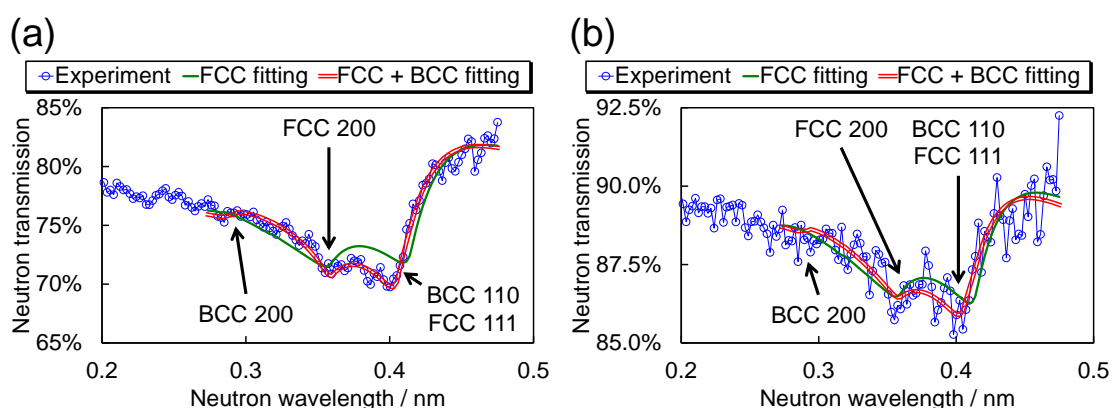 (a)
Experiment FCC fitting FCC + BCC fitting
85%
80%
75%
70%
65%
Neutron transmission
FCC 200
BCC 200
BCC 110
FCC 111
0.2 0.3 0.4 0.5
Neutron wavelength / nm
(b)
Experiment FCC fitting FCC + BCC fitting
92.5%
90.0%
87.5%
85.0%
Neutron transmission
FCC 200
BCC 110
FCC 111
BCC 200
0.2 0.3 0.4 0.5
Neutron wavelength / nm